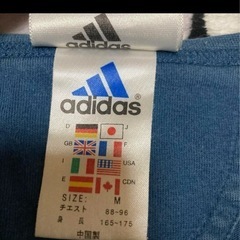 adidas
adidas
D J
GB F
I USA
E CDN
SIZE: M
チェスト 88-96
身 長 165-175
中国製